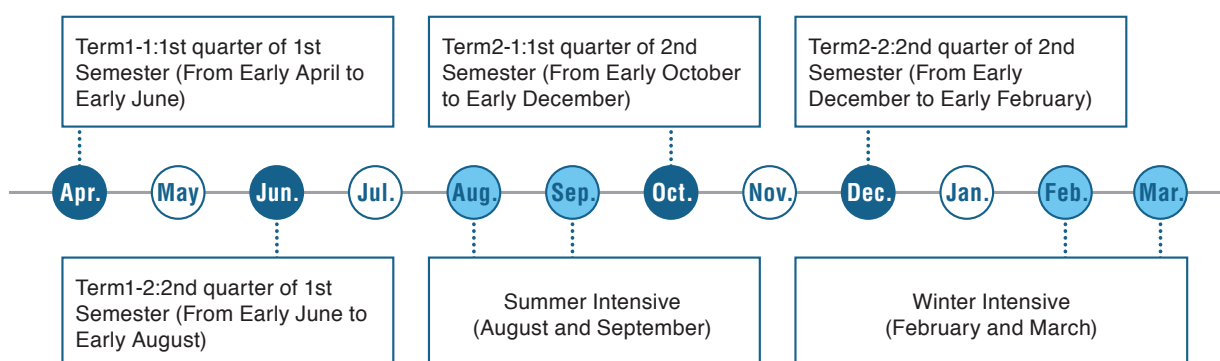 Term1-1:1st quarter of 1st
Semester (From Early April to
Early June)
Term2-1:1st quarter of 2nd
Semester (From Early October
to Early December)
Term2-2:2nd quarter of 2nd
Semester (From Early
December to Early February)
Apr. May Jun. Jul. Aug. Sep. Oct. Nov. Dec. Jan. Feb. Mar.
Term1-2:2nd quarter of 1st
Semester (From Early June to
Early August)
Summer Intensive
(August and September)
Winter Intensive
(February and March)